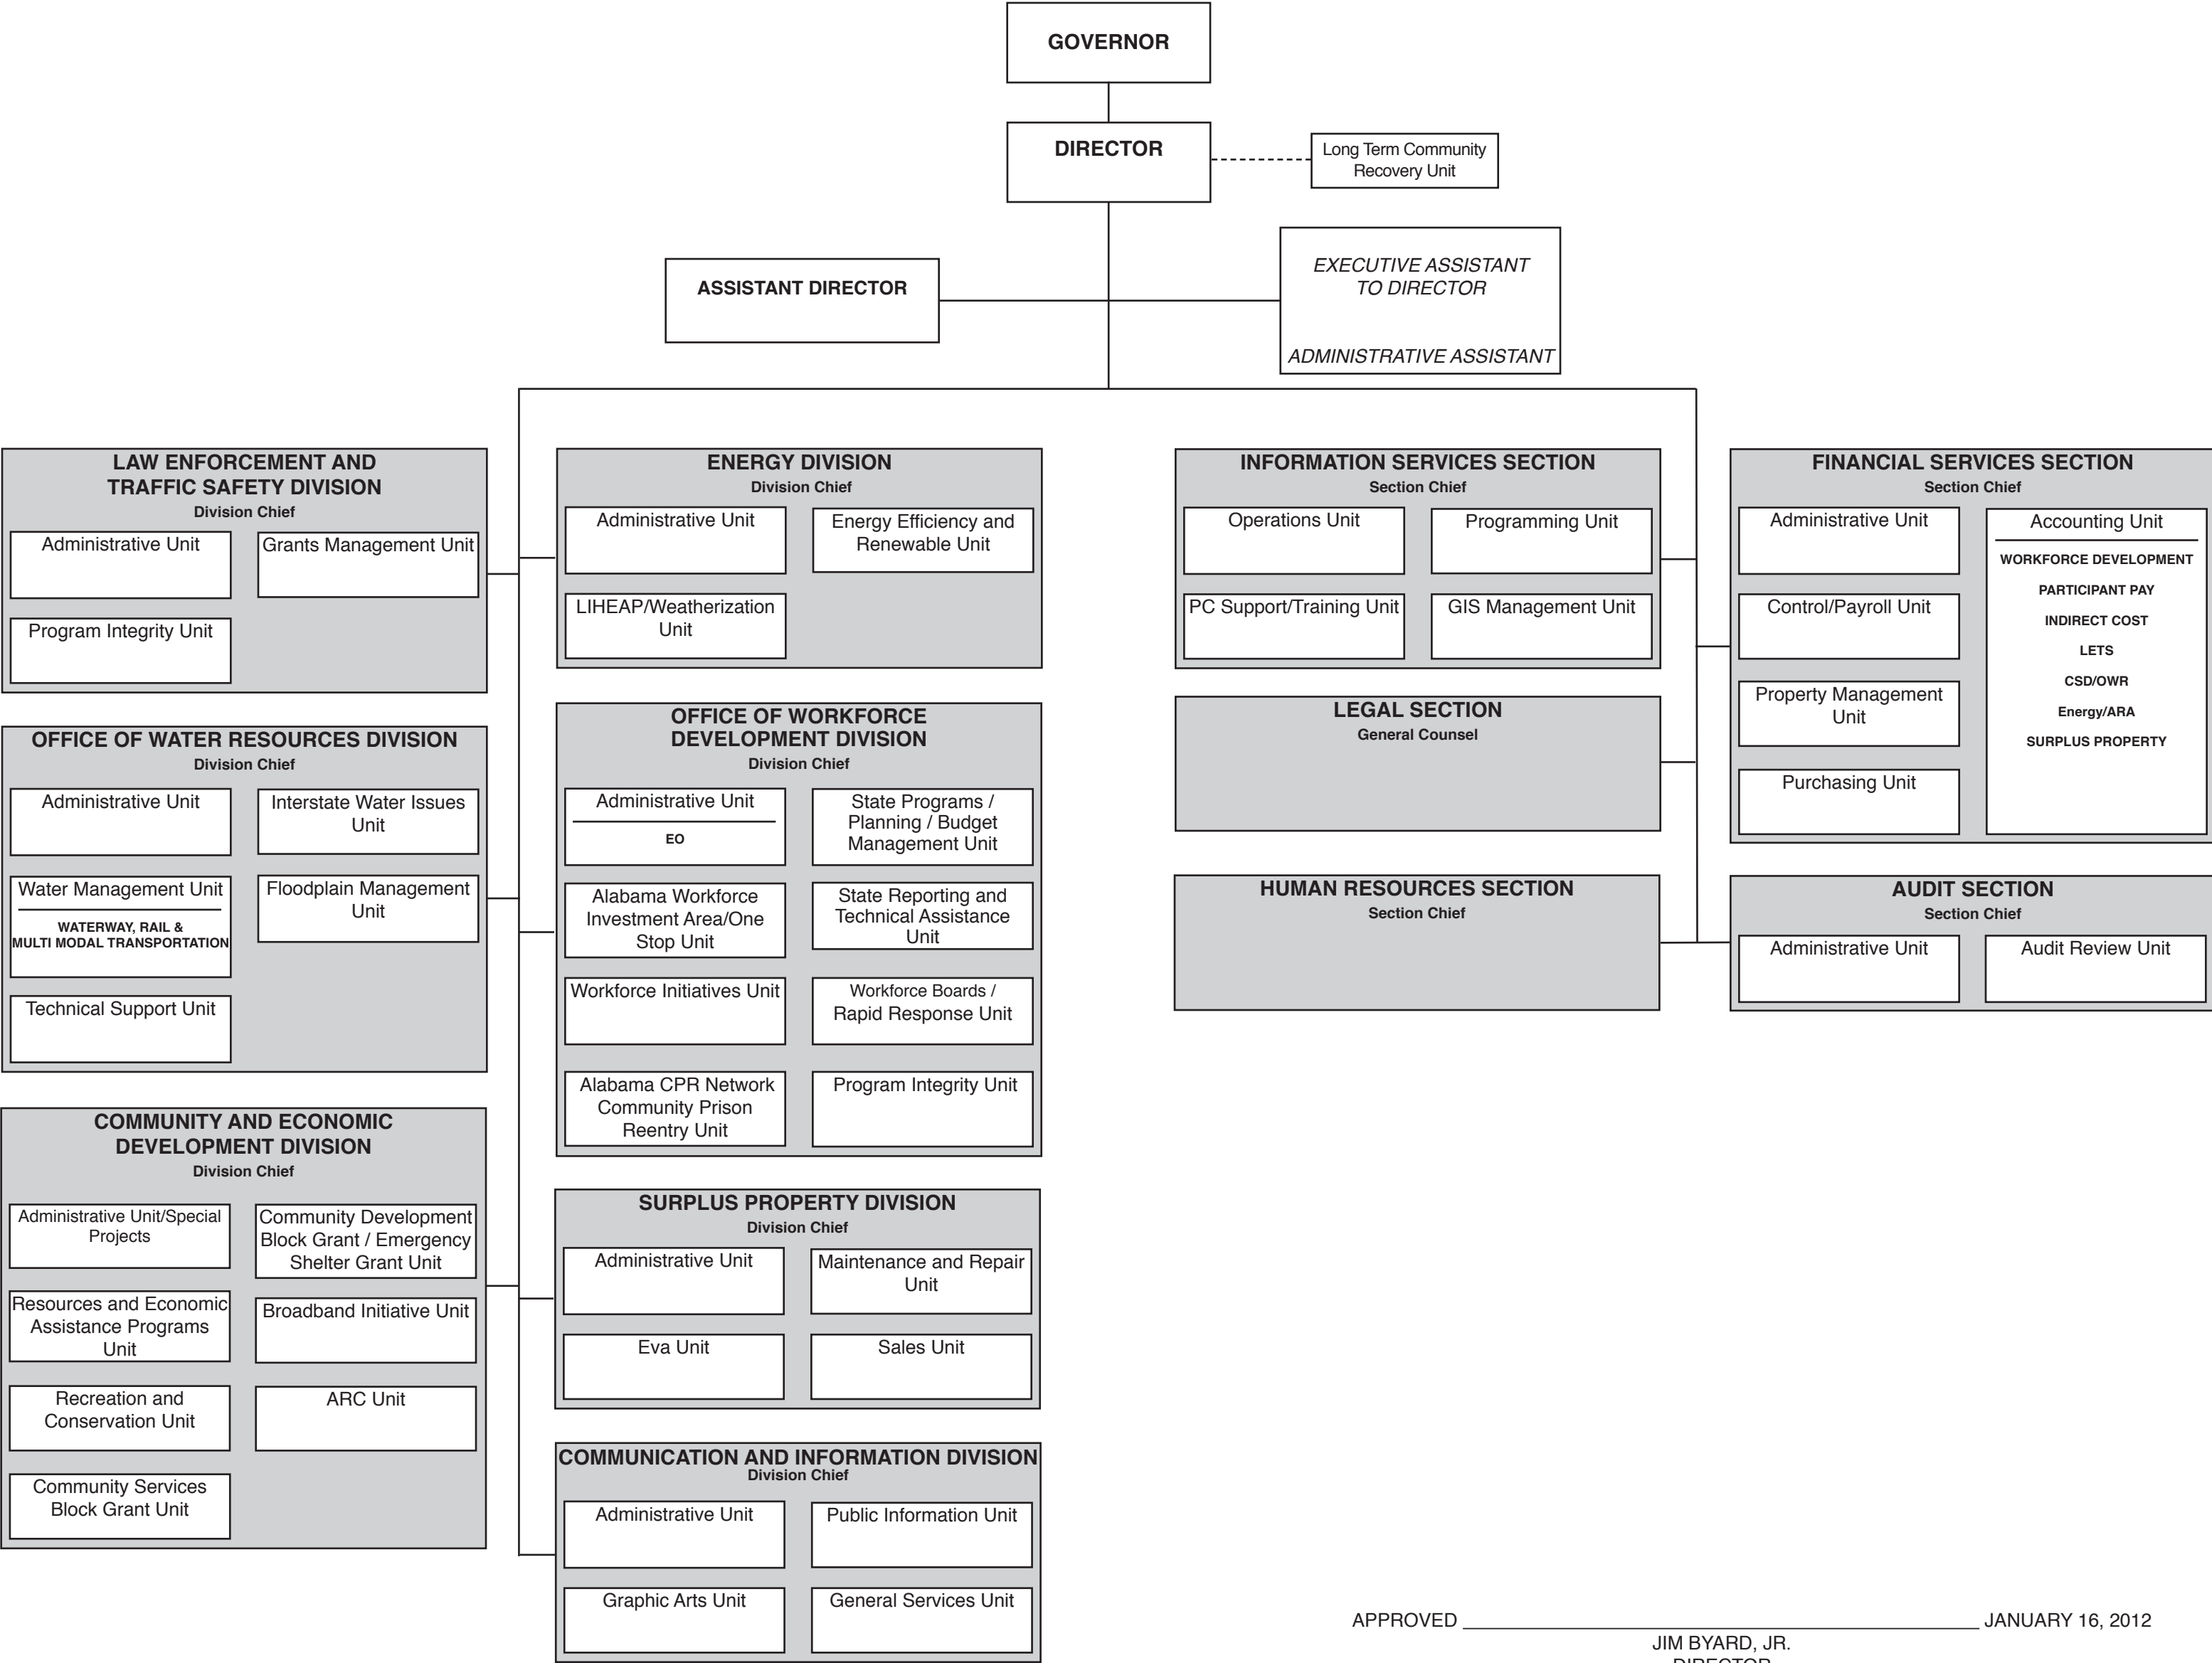 GOVERNOR
DIRECTOR
Long Term Community
Recovery Unit
ASSISTANT DIRECTOR
EXECUTIVE ASSISTANT
TO DIRECTOR
ADMINISTRATIVE ASSISTANT
LAW ENFORCEMENT AND
TRAFFIC SAFETY DIVISION
Division Chief
Administrative Unit
Grants Management Unit
Program Integrity Unit
OFFICE OF WATER RESOURCES DIVISION
Division Chief
Administrative Unit
Interstate Water Issues
Unit
Water Management Unit
WATERWAY, RAIL &
MULTI MODAL TRANSPORTATION
Floodplain Management
Unit
Technical Support Unit
COMMUNITY AND ECONOMIC
DEVELOPMENT DIVISION
Division Chief
Administrative Unit/Special
Projects
Community Development
Block Grant / Emergency
Shelter Grant Unit
Resources and Economic
Assistance Programs
Unit
Broadband Initiative Unit
Recreation and
Conservation Unit
ARC Unit
Community Services
Block Grant Unit
ENERGY DIVISION
Division Chief
Administrative Unit
Energy Efficiency and
Renewable Unit
LIHEAP/Weatherization
Unit
OFFICE OF WORKFORCE
DEVELOPMENT DIVISION
Division Chief
Administrative Unit
EO
State Programs /
Planning / Budget
Management Unit
Alabama Workforce
Investment Area/One
Stop Unit
State Reporting and
Technical Assistance
Unit
Workforce Initiatives Unit
Workforce Boards /
Rapid Response Unit
Alabama CPR Network
Community Prison
Reentry Unit
Program Integrity Unit
SURPLUS PROPERTY DIVISION
Division Chief
Administrative Unit
Maintenance and Repair
Unit
Eva Unit
Sales Unit
COMMUNICATION AND INFORMATION DIVISION
Division Chief
Administrative Unit
Public Information Unit
Graphic Arts Unit
General Services Unit
INFORMATION SERVICES SECTION
Section Chief
Operations Unit
Programming Unit
PC Support/Training Unit
GIS Management Unit
LEGAL SECTION
General Counsel
HUMAN RESOURCES SECTION
Section Chief
FINANCIAL SERVICES SECTION
Section Chief
Administrative Unit
Control/Payroll Unit
Property Management
Unit
Purchasing Unit
Accounting Unit
WORKFORCE DEVELOPMENT
PARTICIPANT PAY
INDIRECT COST
LETS
CSD/OWR
Energy/ARA
SURPLUS PROPERTY
AUDIT SECTION
Section Chief
Administrative Unit
Audit Review Unit
APPROVED JANUARY 16, 2012
JIM BYARD, JR.
DIRECTOR